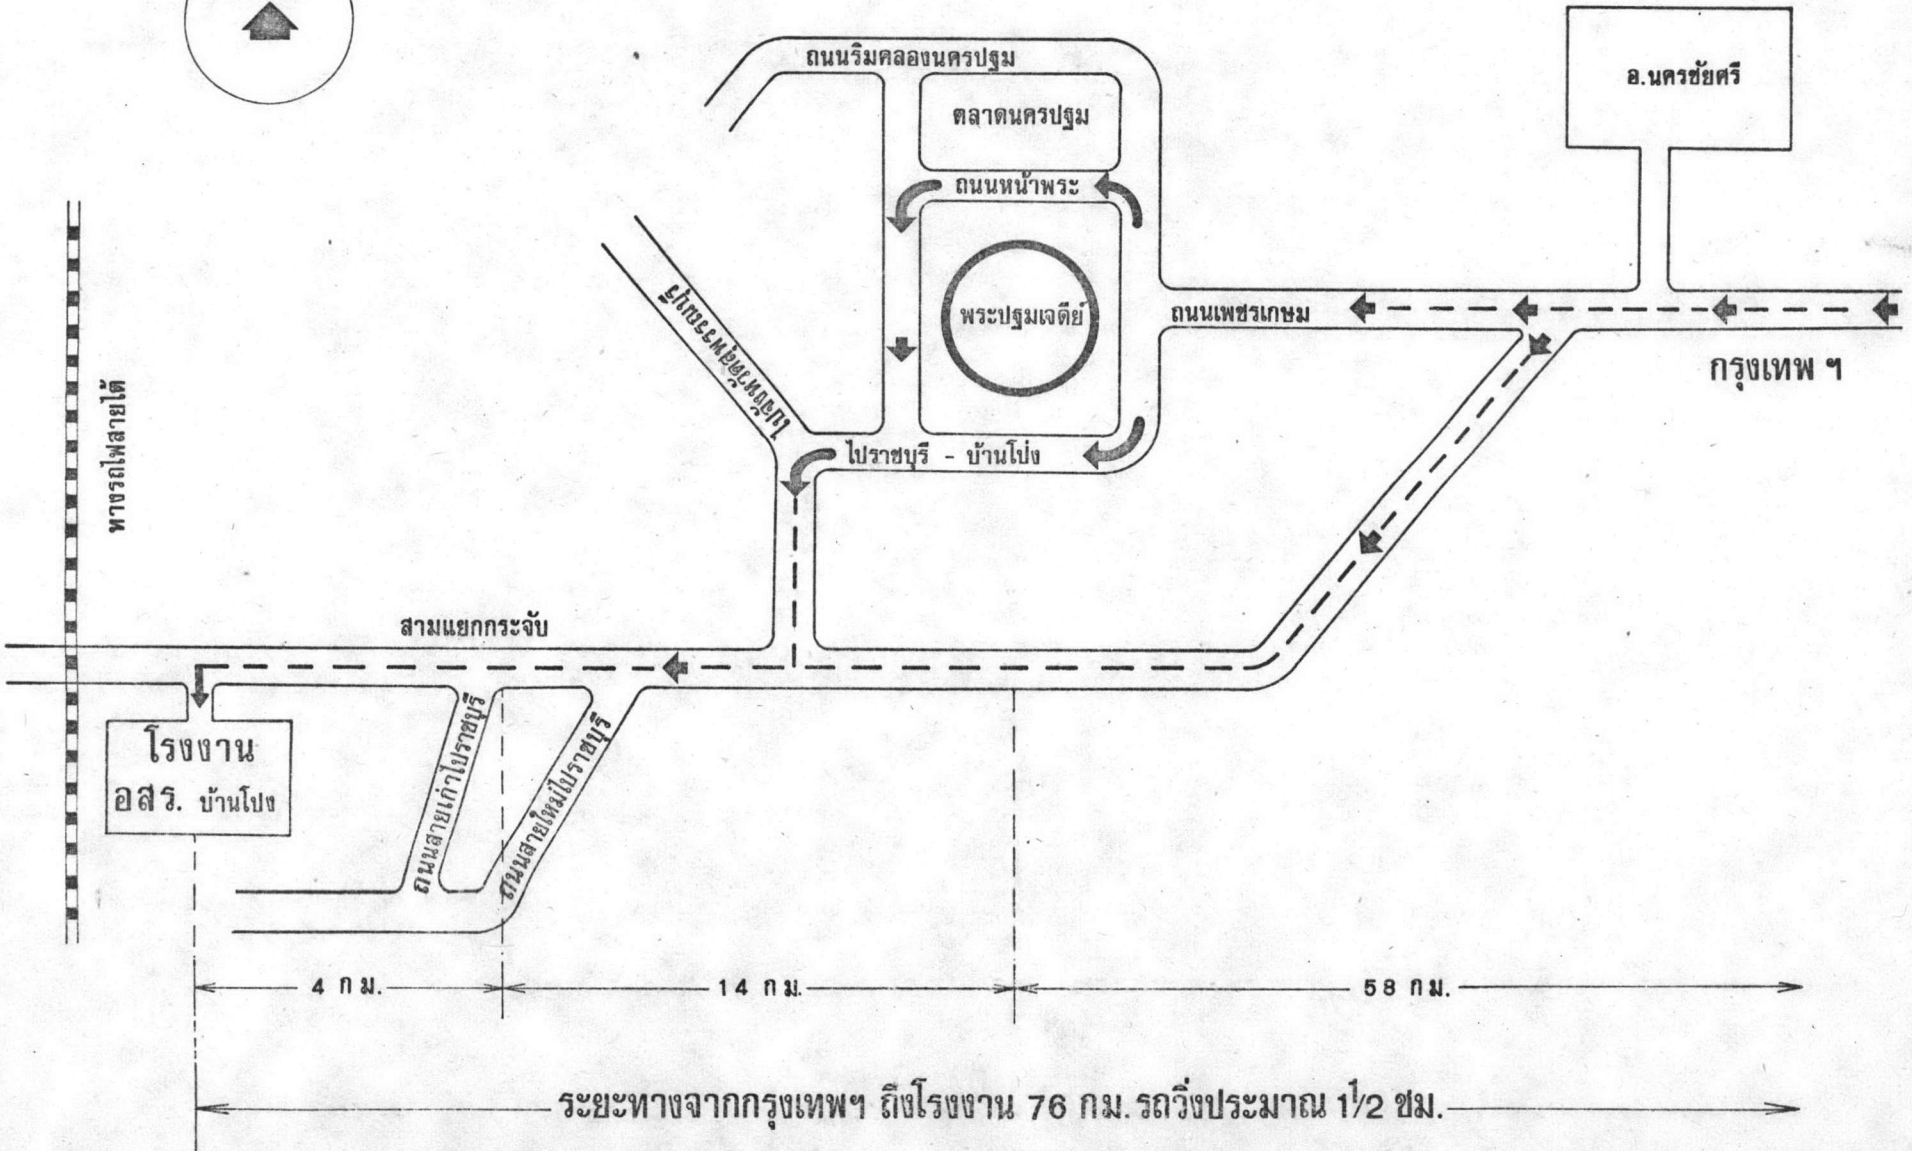 ถนนริมคลองนครปฐม
อ.นครชัยศรี
ตลาดนครปฐม
ถนนหน้าพระ
ไปจังหวัดสุพรรณบุรี
พระปฐมเจดีย์
ถนนเพชรเกษม
กรุงเทพ ฯ
ทางรถไฟสายใต้
ไปราชบุรี - บ้านโป่ง
สามแยกกระจับ
โรงงาน
อสร. บ้านโปง
ถนนสายเก่าไปราชบุรี
ถนนสายใหม่ไปราชบุรี
4 กม.
14 กม.
58 กม.
ระยะทางจากกรุงเทพฯ ถึงโรงงาน 76 กม. รถวิ่งประมาณ 1 1/2 ชม.